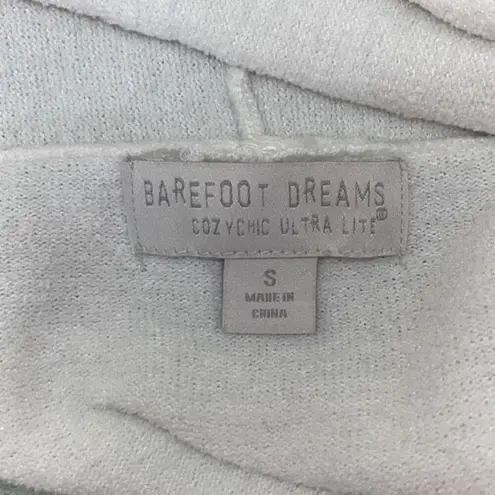 BAREFOOT DREAMS®
COZYCHIC ULTRA LITE
S
MADE IN
CHINA